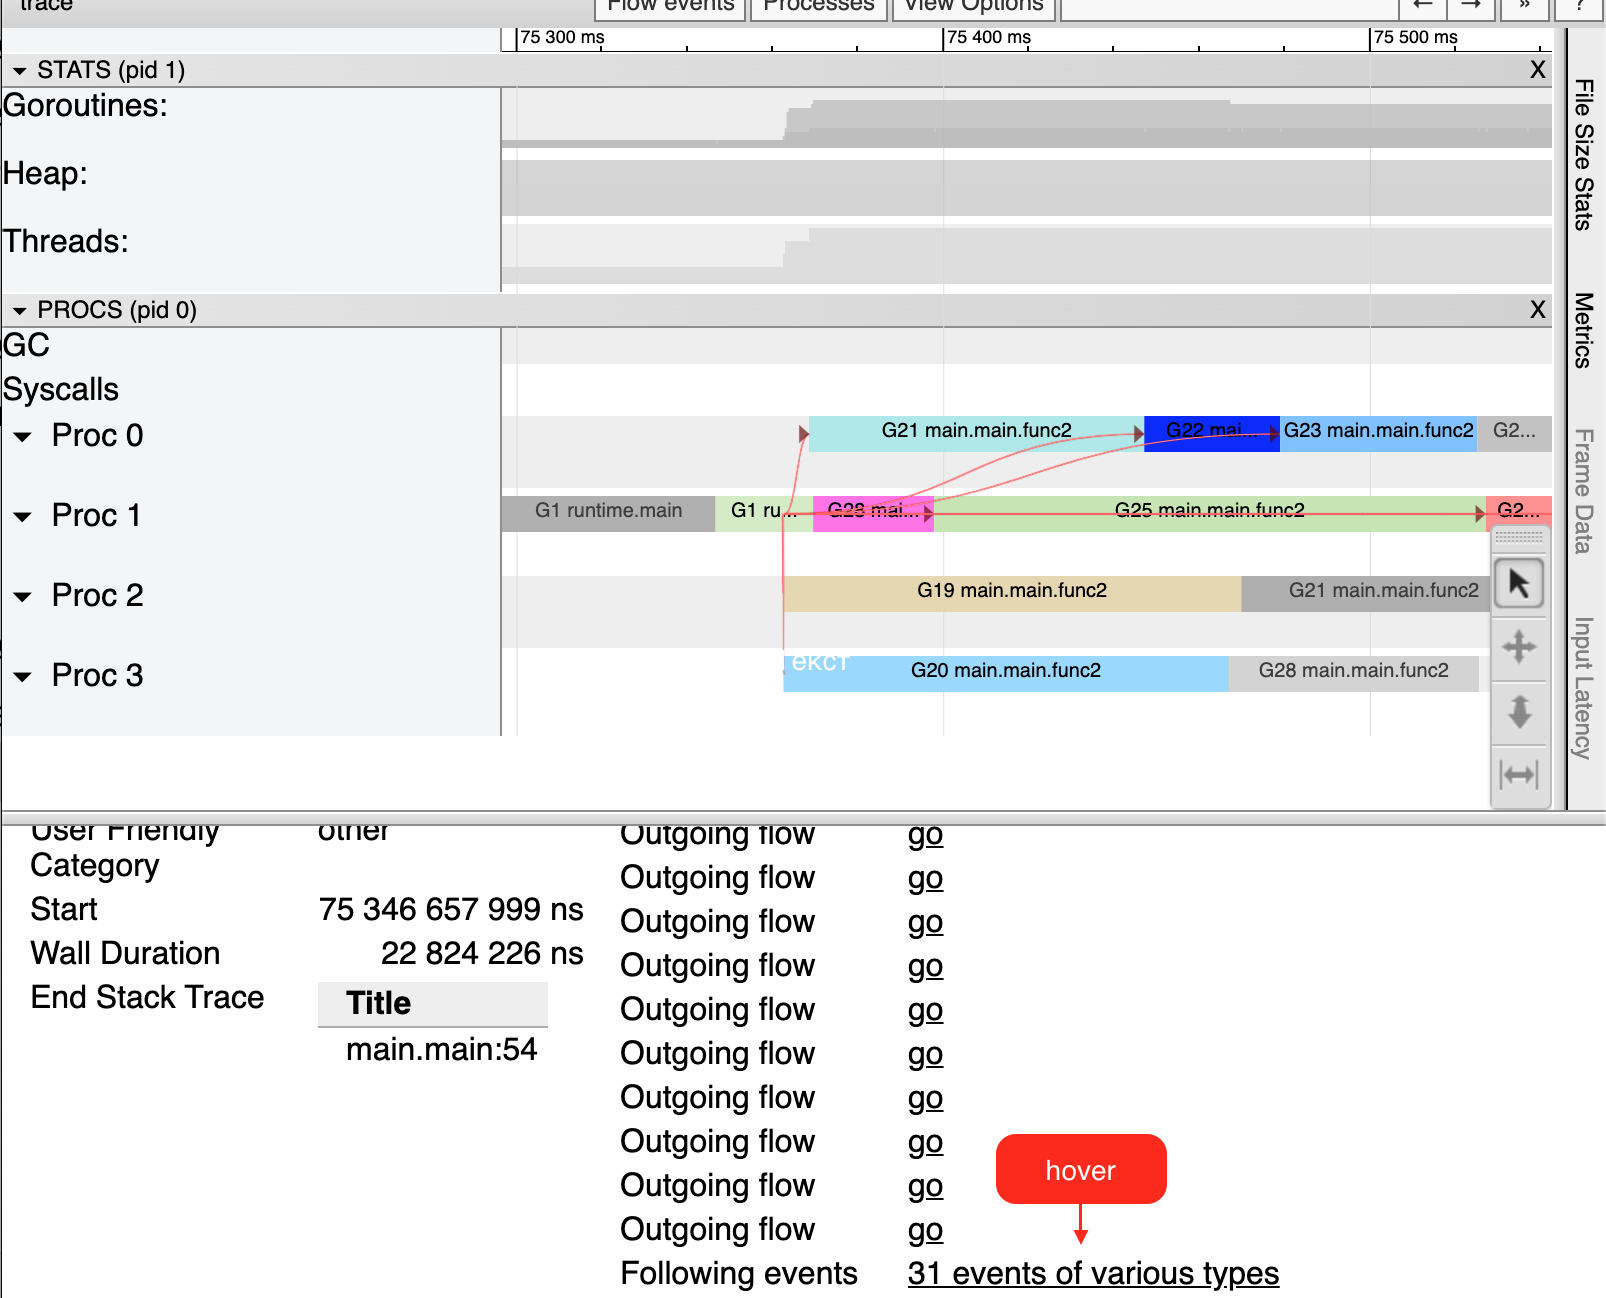 trace
Flow events Processes View Options ← → » ?
75 300 ms 75 400 ms 75 500 ms
STATS (pid 1) X
Goroutines:
Heap:
Threads:
PROCS (pid 0) X
GC
Syscalls
Proc 0
G21 main.main.func2 G22 mai... G23 main.main.func2 G2...
Proc 1
G1 runtime.main G1 ru... G28 mai... G25 main.main.func2 G2...
Proc 2
G19 main.main.func2 G21 main.main.func2
Proc 3
екст
G20 main.main.func2 G28 main.main.func2
File Size Stats
Metrics
Frame Data
Input Latency
User Friendly
Category
other
Start 75 346 657 999 ns
Wall Duration 22 824 226 ns
End Stack Trace
Title
main.main:54
Outgoing flow go
Outgoing flow go
Outgoing flow go
Outgoing flow go
Outgoing flow go
Outgoing flow go
Outgoing flow go
Outgoing flow go
Outgoing flow go
Outgoing flow go
hover
Following events 31 events of various types